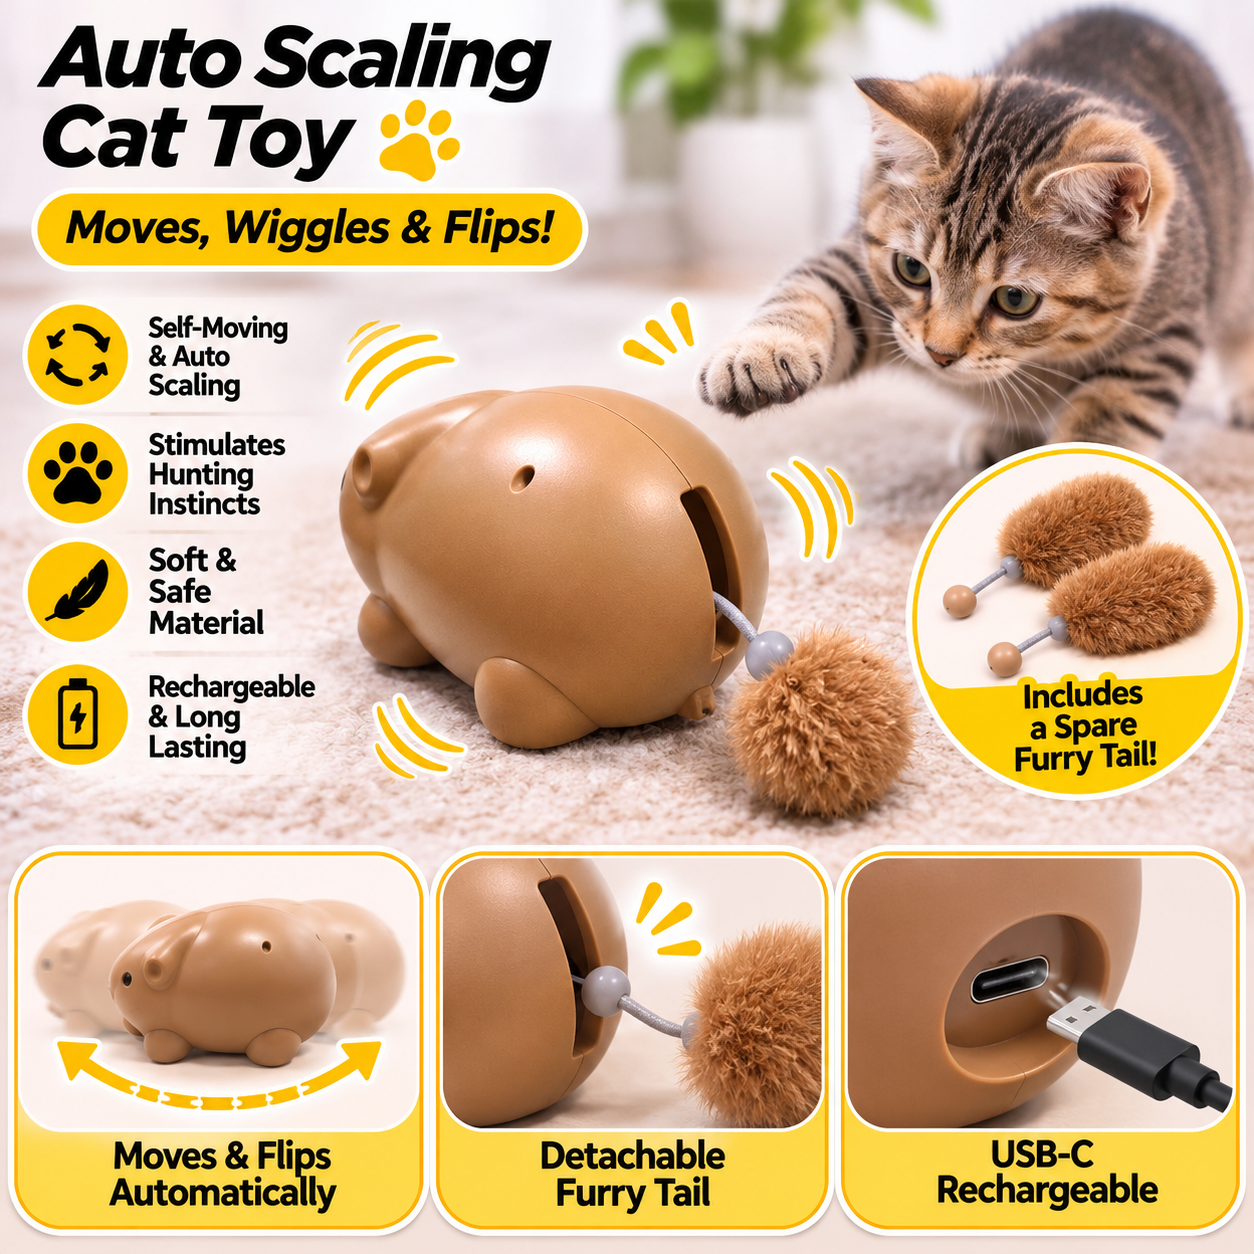 Auto Scaling
Cat Toy
Moves, Wiggles & Flips!
Self-Moving
& Auto
Scaling
Stimulates
Hunting
Instincts
Soft &
Safe
Material
Rechargeable
& Long
Lasting
Includes
a Spare
Furry Tail!
Moves & Flips
Automatically
Detachable
Furry Tail
USB-C
Rechargeable